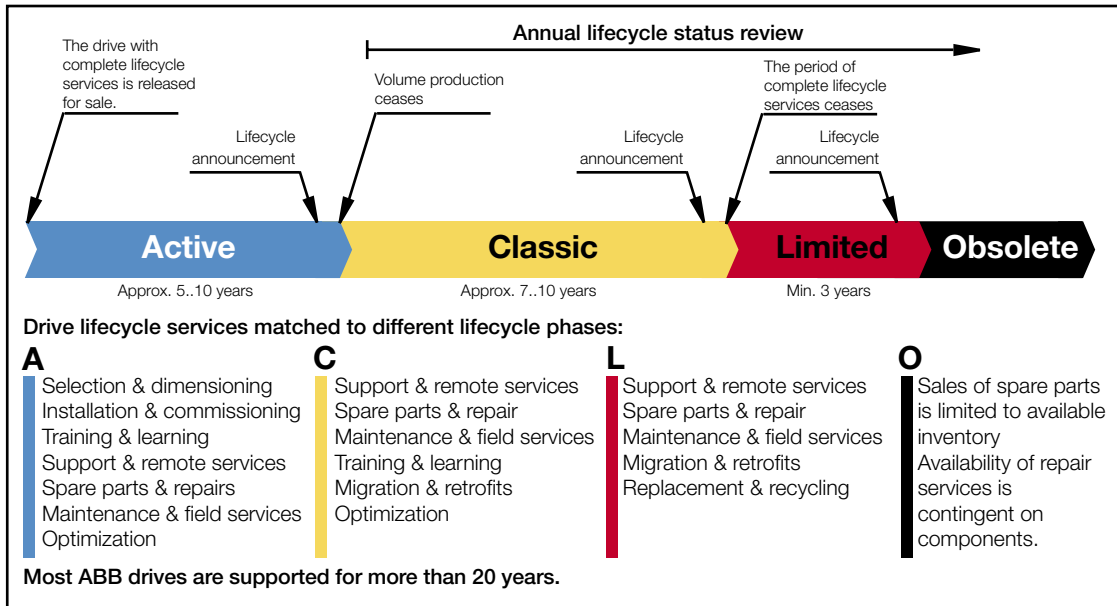 Annual lifecycle status review
The drive with
complete lifecycle
services is released
for sale.
Volume production
ceases
The period of
complete lifecycle
services ceases
Lifecycle
announcement
Lifecycle
announcement
Lifecycle
announcement
Active
Classic
Limited
Obsolete
Approx. 5..10 years
Approx. 7..10 years
Min. 3 years
Drive lifecycle services matched to different lifecycle phases:
A
Selection & dimensioning
Installation & commissioning
Training & learning
Support & remote services
Spare parts & repairs
Maintenance & field services
Optimization
C
Support & remote services
Spare parts & repair
Maintenance & field services
Training & learning
Migration & retrofits
Optimization
L
Support & remote services
Spare parts & repair
Maintenance & field services
Migration & retrofits
Replacement & recycling
O
Sales of spare parts
is limited to available
inventory
Availability of repair
services is
contingent on
components.
Most ABB drives are supported for more than 20 years.